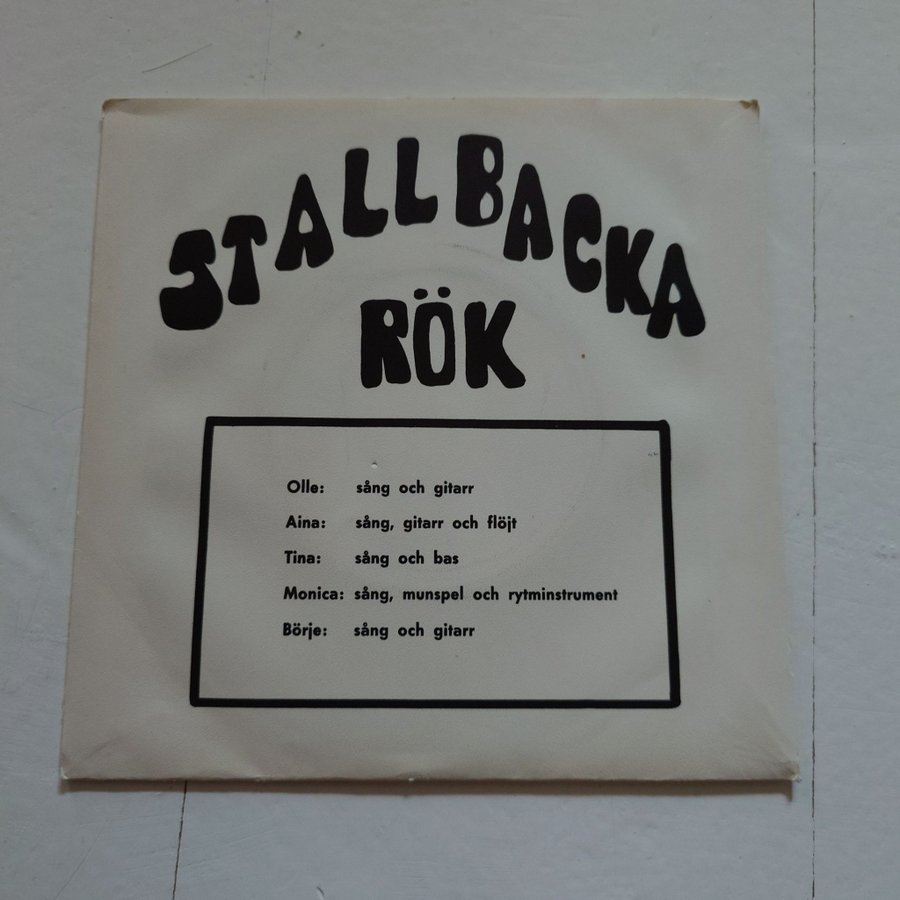 STALLBACKA
RÖK
Olle: sång och gitarr
Aina: sång, gitarr och flöjt
Tina: sång och bas
Monica: sång, munspel och rytminstrument
Börje: sång och gitarr